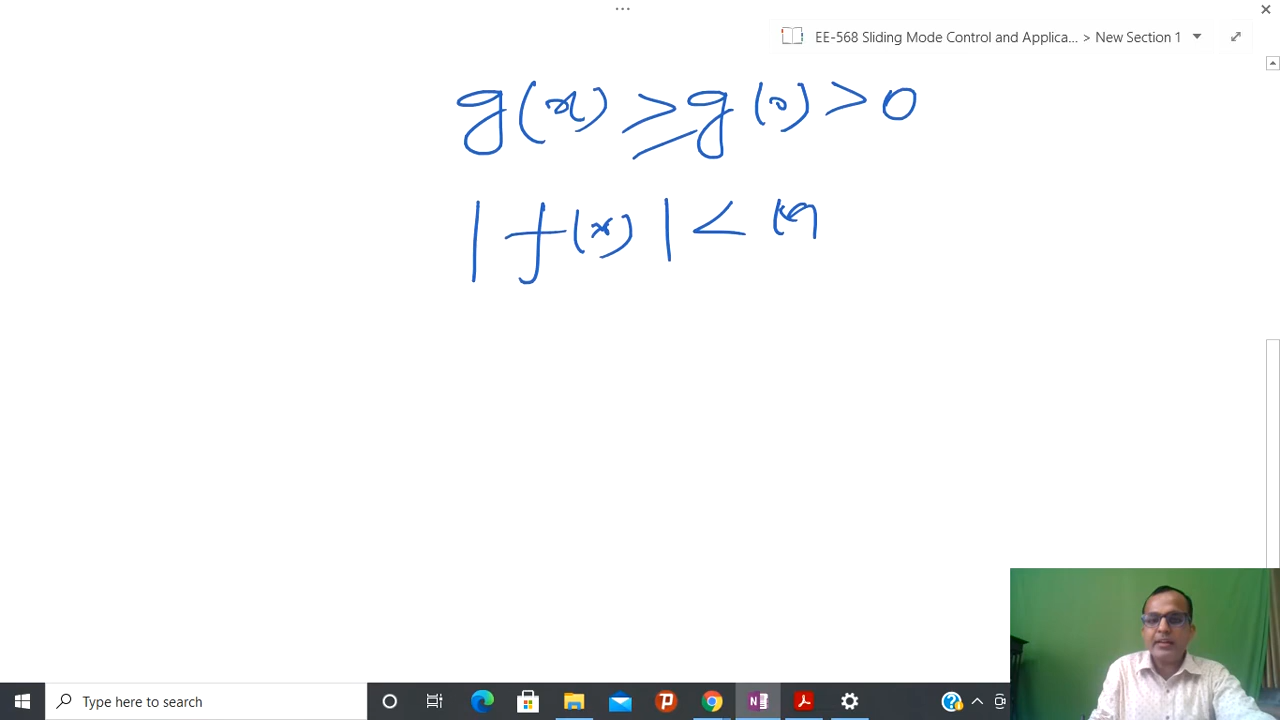 EE-568 Sliding Mode Control and Applica... > New Section 1
g(x) ≥ g(0) > 0
| f(x) | <
Type here to search